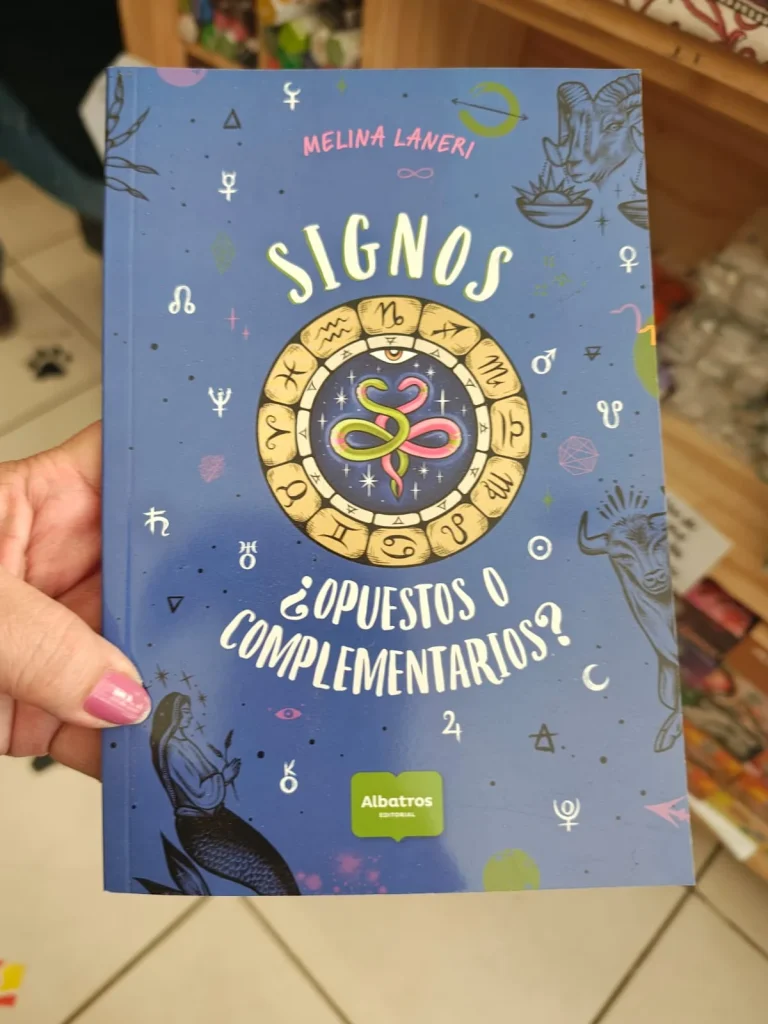 MELINA LANERI
SIGNOS
¿OPUESTOS O
COMPLEMENTARIOS?
Albatros
EDITORIAL